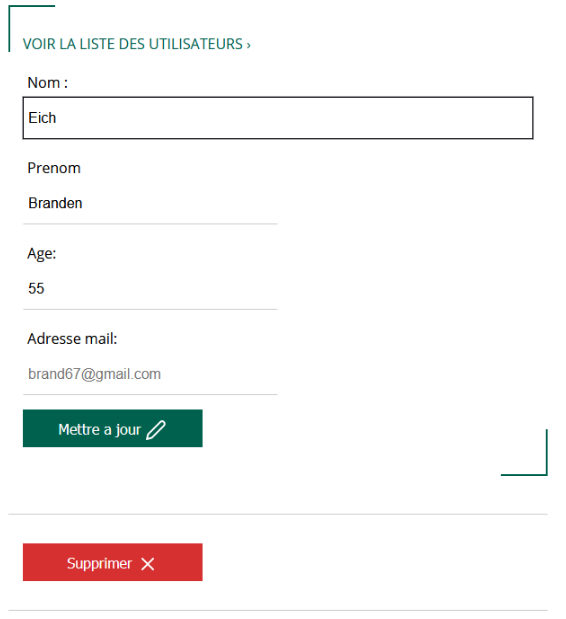 VOIR LA LISTE DES UTILISATEURS ›
Nom :
Eich
Prenom
Branden
Age:
55
Adresse mail:
brand67@gmail.com
Mettre a jour
Supprimer